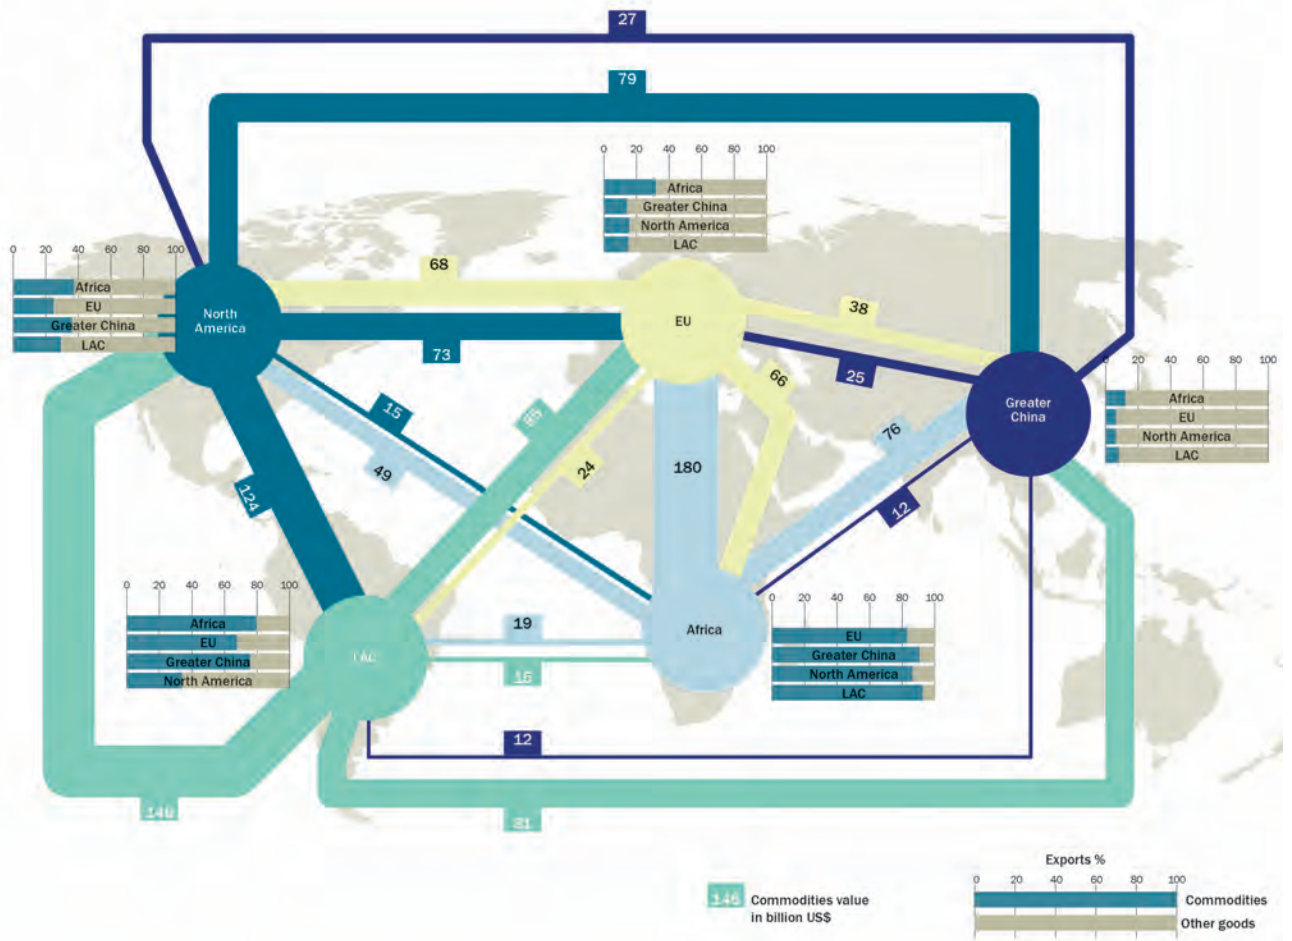 27
79
0 20 40 60 80 100
Africa
Greater China
North America
LAC
0 20 40 60 80 100
Africa
EU
Greater China
LAC
North
America
68
EU
73
38
25
66
Greater
China
0 20 40 60 80 100
Africa
EU
North America
LAC
15
49
95
24
76
180
124
12
0 20 40 60 80 100
Africa
EU
Greater China
North America
LAC
19
16
Africa
0 20 40 60 80 100
EU
Greater China
North America
LAC
12
81
146
Commodities value
in billion US$
Exports %
0 20 40 60 80 100
Commodities
Other goods